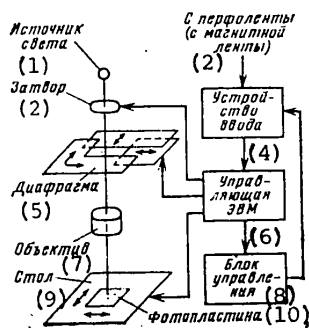 Источник
света
(1)
Затвор
(2)
Диафрагма
(5)
Объектив
(7)
Стол
(9)
Фотопластина (10)
С перфоленты
(с магнитной
ленты)
(2)
Устрой-
ство
ввода
(4)
Управ-
ляющая
ЭВМ
(6)
Блок
управле-
ния (8)